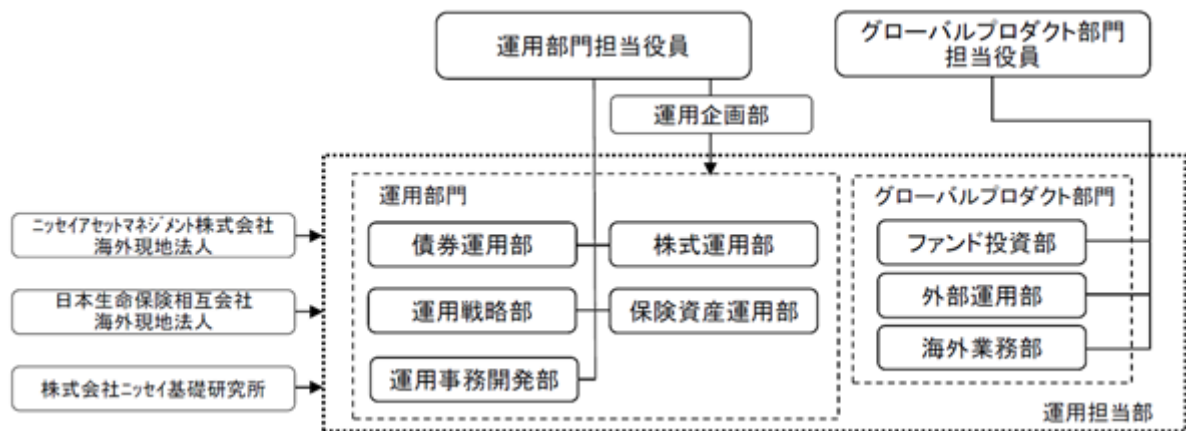 運用部門担当役員
グローバルプロダクト部門
担当役員
運用企画部
運用部門
グローバルプロダクト部門
ニッセイアセットマネジメント株式会社
海外現地法人
債券運用部
株式運用部
ファンド投資部
日本生命保険相互会社
海外現地法人
運用戦略部
保険資産運用部
外部運用部
海外業務部
株式会社ニッセイ基礎研究所
運用事務開発部
運用担当部